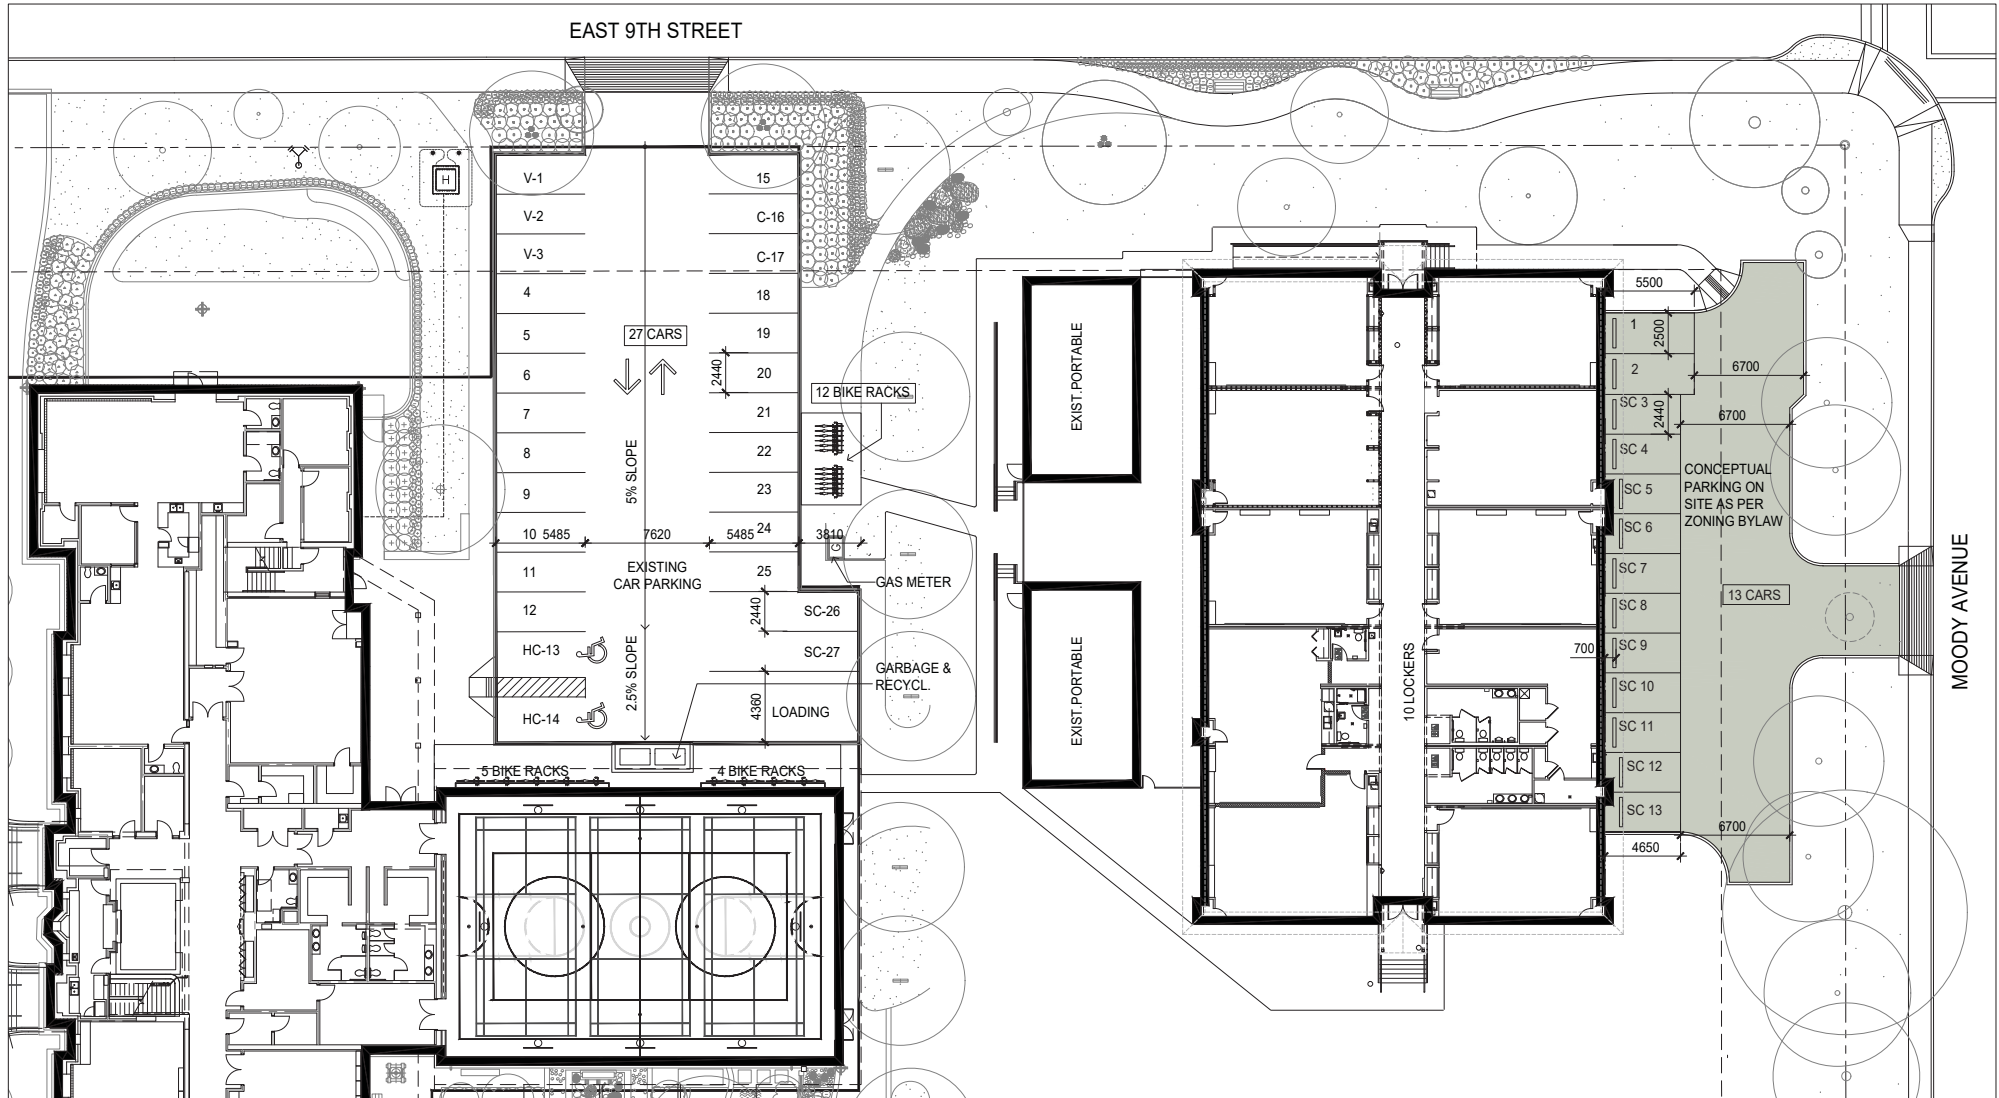 EAST 9TH STREET
H
V-1
V-2
V-3
4
5
6
7
8
9
10
11
12
HC-13
HC-14
15
C-16
C-17
18
19
20
21
22
23
24
25
SC-26
SC-27
LOADING
27 CARS
2440
5% SLOPE
5485
7620
5485
3810
EXISTING
CAR PARKING
2440
2.5% SLOPE
4360
12 BIKE RACKS
G
GAS METER
GARBAGE &
RECYCL.
5 BIKE RACKS
4 BIKE RACKS
EXIST.PORTABLE
EXIST.PORTABLE
10 LOCKERS
5500
1
2500
2
6700
SC 3
2440
6700
SC 4
SC 5
SC 6
SC 7
SC 8
SC 9
700
SC 10
SC 11
SC 12
SC 13
CONCEPTUAL
PARKING ON
SITE AS PER
ZONING BYLAW
13 CARS
6700
4650
MOODY AVENUE